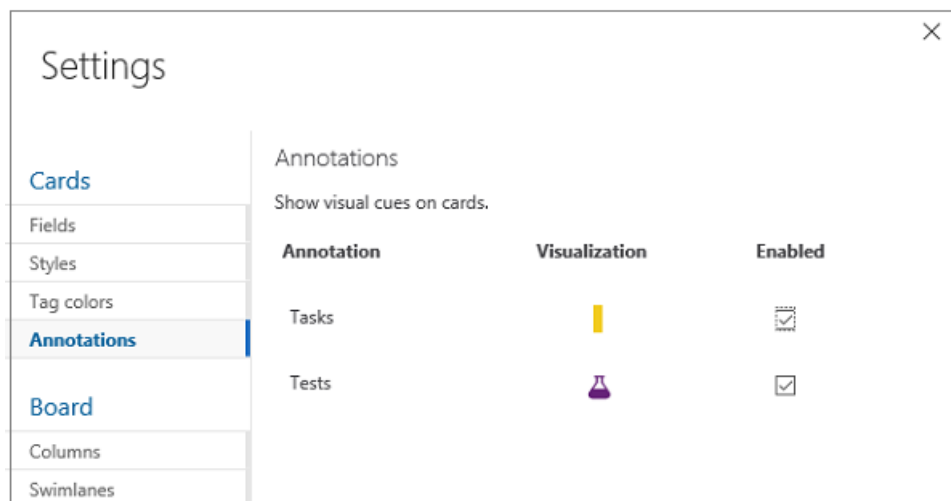 Settings
Cards
Fields
Styles
Tag colors
Annotations
Board
Columns
Swimlanes
Annotations
Show visual cues on cards.
Annotation Visualization Enabled
Tasks
Tests